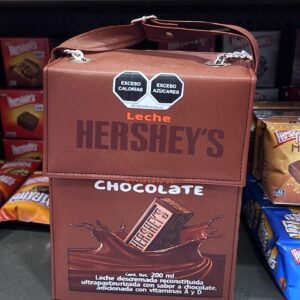 EXCESO CALORÍAS
EXCESO AZÚCARES
Leche
HERSHEY'S
CHOCOLATE
HERSHEY'S
Cont. Net. 200 ml
Leche descremada reconstituida
ultrapasteurizada con sabor a chocolate,
adicionada con vitaminas A y D